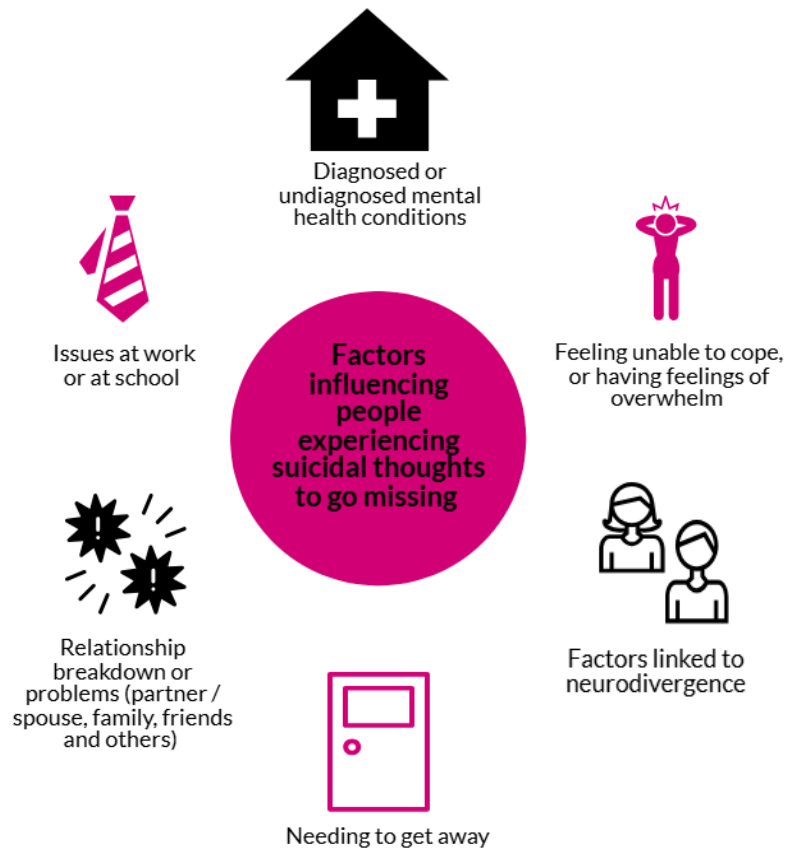 Diagnosed or
undiagnosed mental
health conditions
Feeling unable to cope,
or having feelings of
overwhelm
Issues at work
or at school
Factors
influencing
people
experiencing
suicidal thoughts
to go missing
Factors linked to
neurodivergence
Relationship
breakdown or
problems (partner /
spouse, family, friends
and others)
Needing to get away